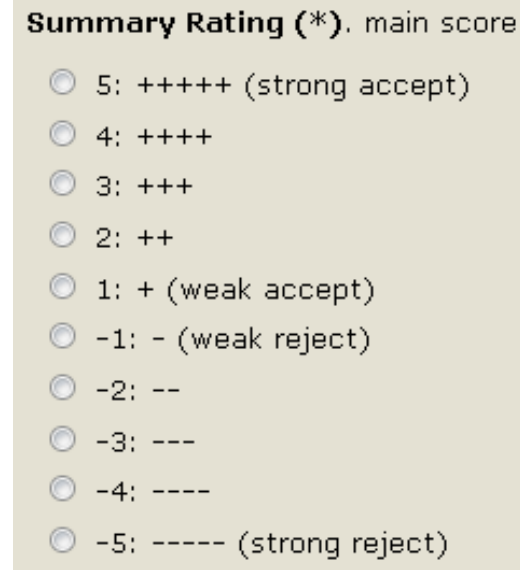 Summary Rating (*). main score
5: +++++ (strong accept)
4: ++++
3: +++
2: ++
1: + (weak accept)
-1: - (weak reject)
-2: --
-3: ---
-4: ----
-5: ----- (strong reject)